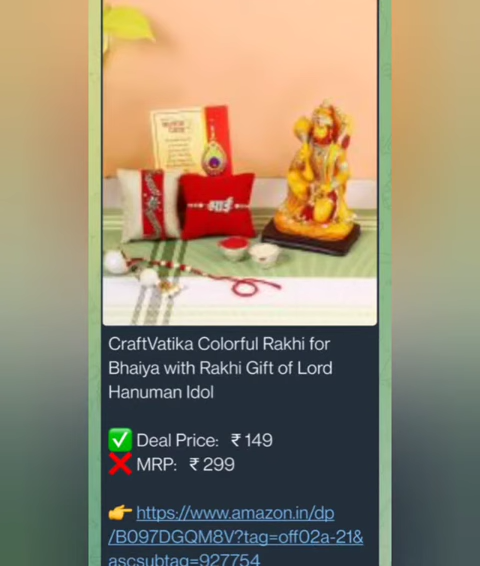 भाई
CraftVatika Colorful Rakhi for
Bhaiya with Rakhi Gift of Lord
Hanuman Idol
✅ Deal Price: ₹ 149
❌ MRP: ₹ 299
👉 https://www.amazon.in/dp
/B097DGQM8V?tag=off02a-21&
ascsubtag=927754